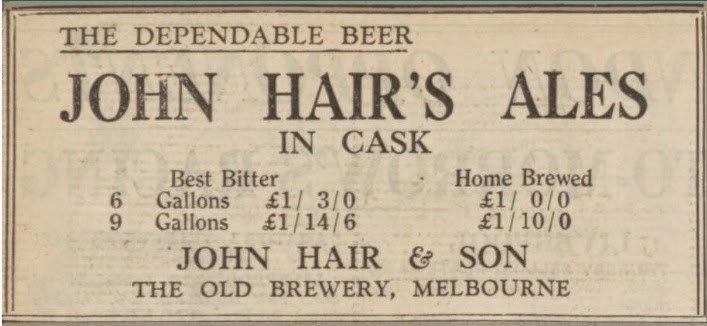 THE DEPENDABLE BEER
JOHN HAIR'S ALES
IN CASK
Best Bitter Home Brewed
6 Gallons £1/ 3/0 £1/ 0/0
9 Gallons £1/14/6 £1/10/0
JOHN HAIR & SON
THE OLD BREWERY, MELBOURNE